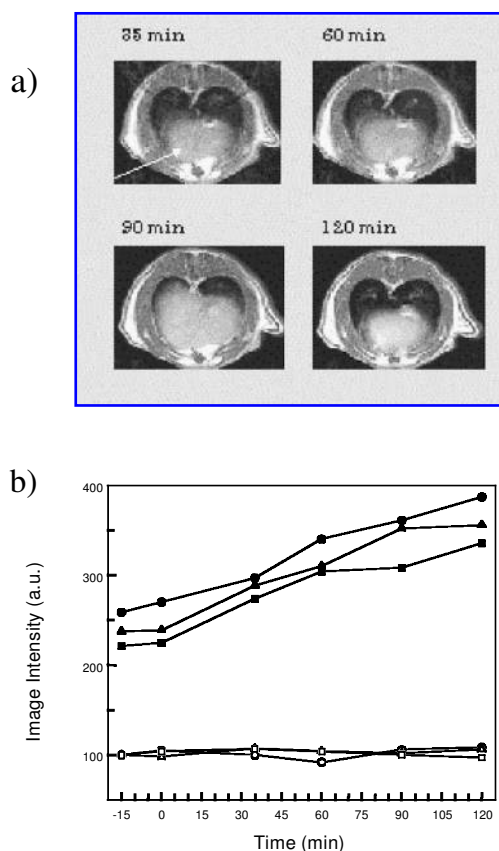 a)
35 min 60 min
90 min 120 min
b)
400
300
200
100
Image Intensity (a.u.)
-15 0 15 30 45 60 75 90 105 120
Time (min)